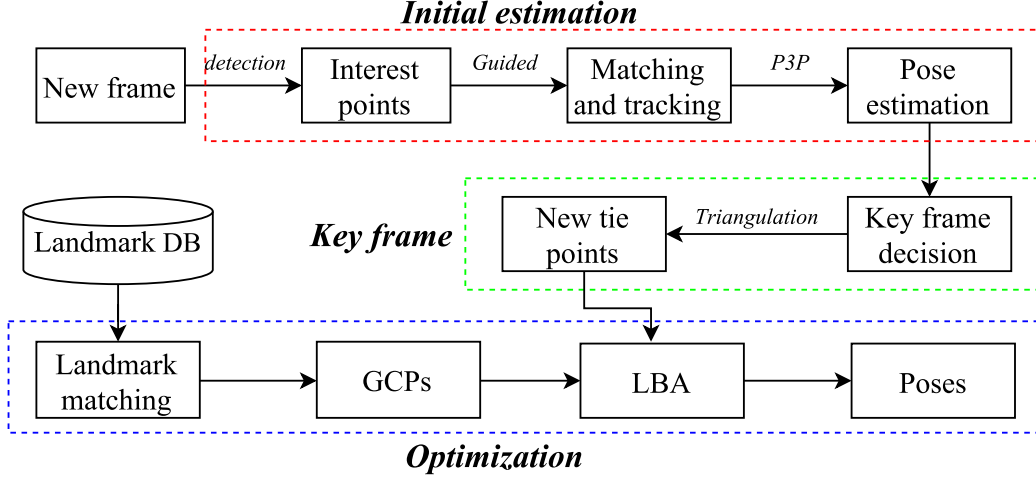 Initial estimation
New frame
detection
Interest
points
Guided
Matching
and tracking
P3P
Pose
estimation
Landmark DB
Key frame
New tie
points
Triangulation
Key frame
decision
Landmark
matching
GCPs
LBA
Poses
Optimization